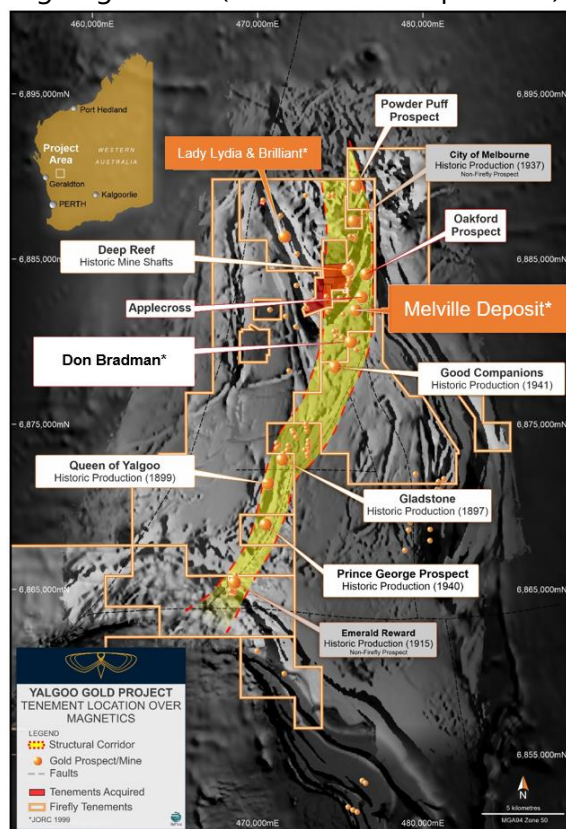 460,000mE
470,000mE
480,000mE
6,895,000mN
6,895,000mN
Port Hedland
Project
Area
WESTERN
AUSTRALIA
Geraldton
Kalgoorlie
PERTH
Powder Puff
Prospect
Lady Lydia & Brilliant*
City of Melbourne
Historic Production (1937)
Non-Firefly Prospect
Oakford
Prospect
6,885,000mN
6,885,000mN
Deep Reef
Historic Mine Shafts
Applecross
Melville Deposit*
Don Bradman*
Good Companions
Historic Production (1941)
6,875,000mN
6,875,000mN
Queen of Yalgoo
Historic Production (1899)
Gladstone
Historic Production (1897)
Prince George Prospect
Historic Production (1940)
6,865,000mN
6,865,000mN
Emerald Reward
Historic Production (1915)
Non-Firefly Prospect
YALGOO GOLD PROJECT
TENEMENT LOCATION OVER
MAGNETICS
LEGEND
Structural Corridor
Gold Prospect/Mine
Faults
Tenements Acquired
Firefly Tenements
*JORC 1999
6,855,000mN
N
5 kilometres
MGA94 Zone 50
470,000mE
480,000mE